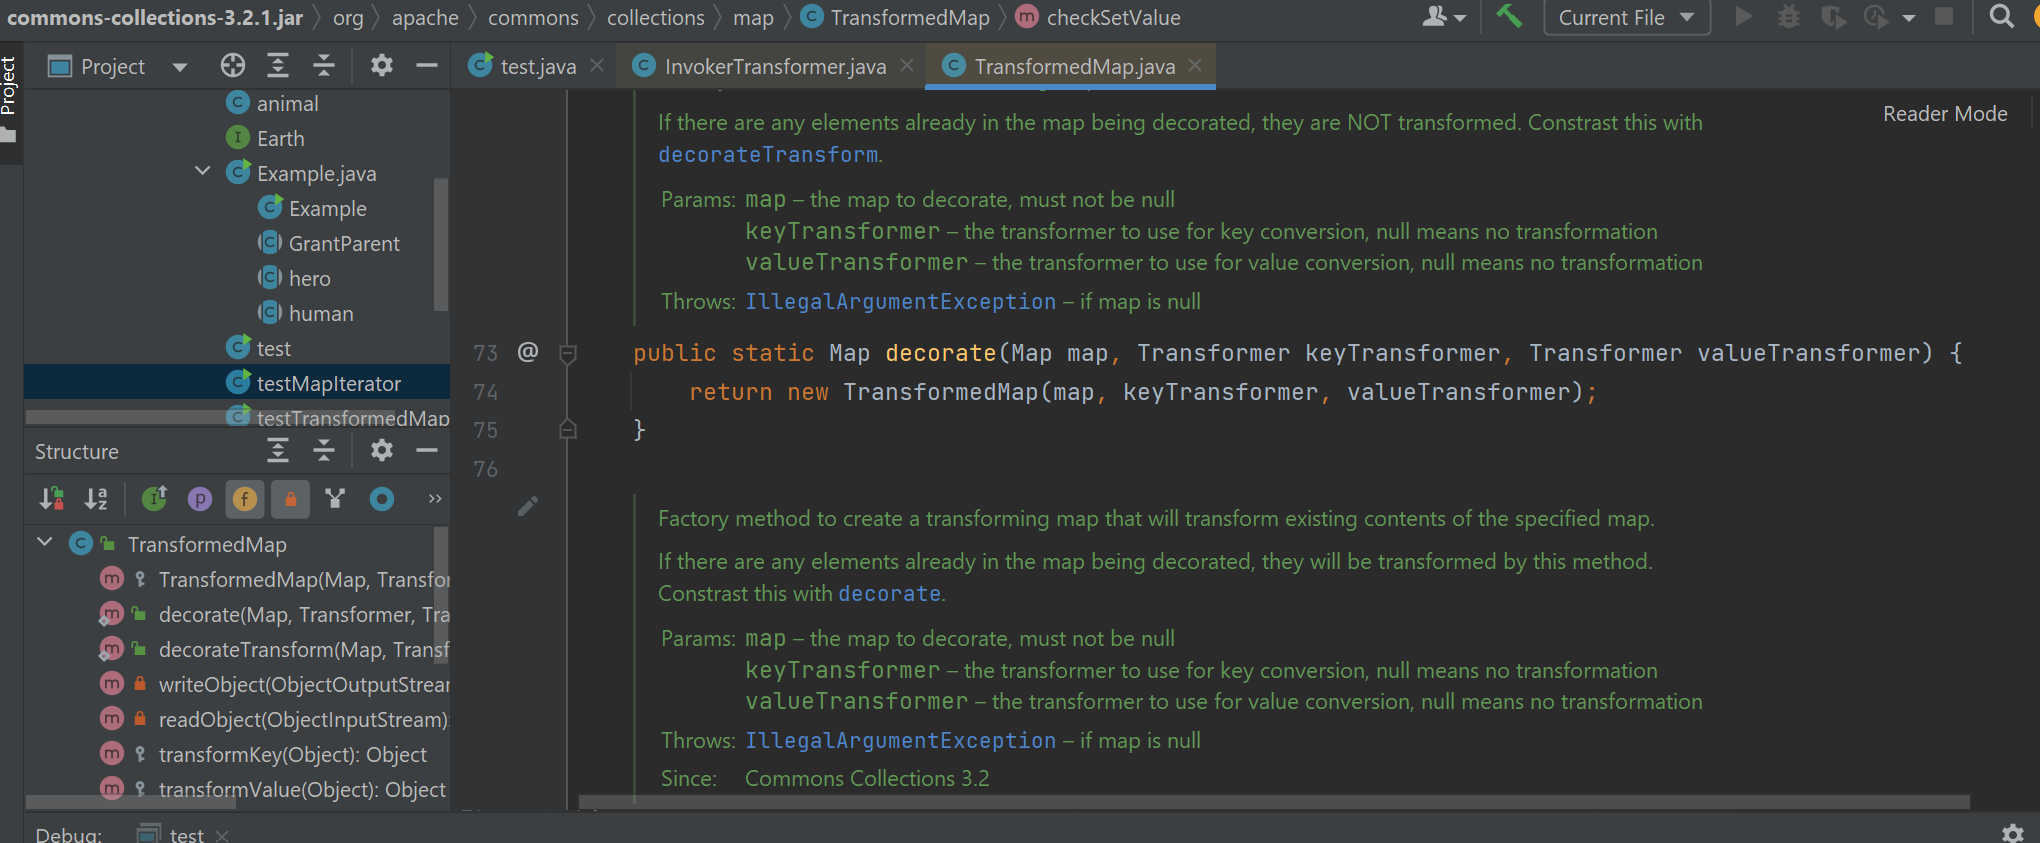 commons-collections-3.2.1.jar org apache commons collections map TransformedMap checkSetValue
Current File
Project
Project
test.java
InvokerTransformer.java
TransformedMap.java
animal
Earth
Example.java
Example
GrantParent
hero
human
test
testMapIterator
testTransformedMap
Structure
TransformedMap
TransformedMap(Map, Transfor
decorate(Map, Transformer, Tra
decorateTransform(Map, Transf
writeObject(ObjectOutputStream
readObject(ObjectInputStream):
transformKey(Object): Object
transformValue(Object): Object
Reader Mode
If there are any elements already in the map being decorated, they are NOT transformed. Constrast this with
decorateTransform.
Params: map – the map to decorate, must not be null
keyTransformer – the transformer to use for key conversion, null means no transformation
valueTransformer – the transformer to use for value conversion, null means no transformation
Throws: IllegalArgumentException – if map is null
73 @ public static Map decorate(Map map, Transformer keyTransformer, Transformer valueTransformer) {
74 return new TransformedMap(map, keyTransformer, valueTransformer);
75 }
76
Factory method to create a transforming map that will transform existing contents of the specified map.
If there are any elements already in the map being decorated, they will be transformed by this method.
Constrast this with decorate.
Params: map – the map to decorate, must not be null
keyTransformer – the transformer to use for key conversion, null means no transformation
valueTransformer – the transformer to use for value conversion, null means no transformation
Throws: IllegalArgumentException – if map is null
Since: Commons Collections 3.2
Debug: test